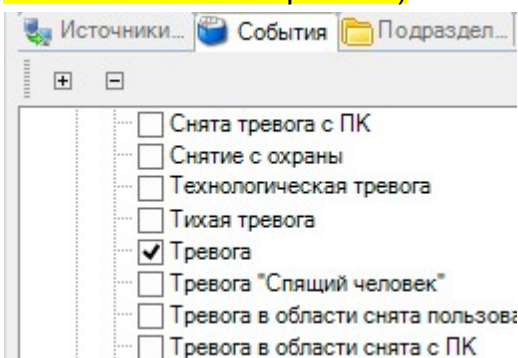 Источники... События Подраздел...
Снята тревога с ПК
Снятие с охраны
Технологическая тревога
Тихая тревога
Тревога
Тревога "Спящий человек"
Тревога в области снята пользова
Тревога в области снята с ПК